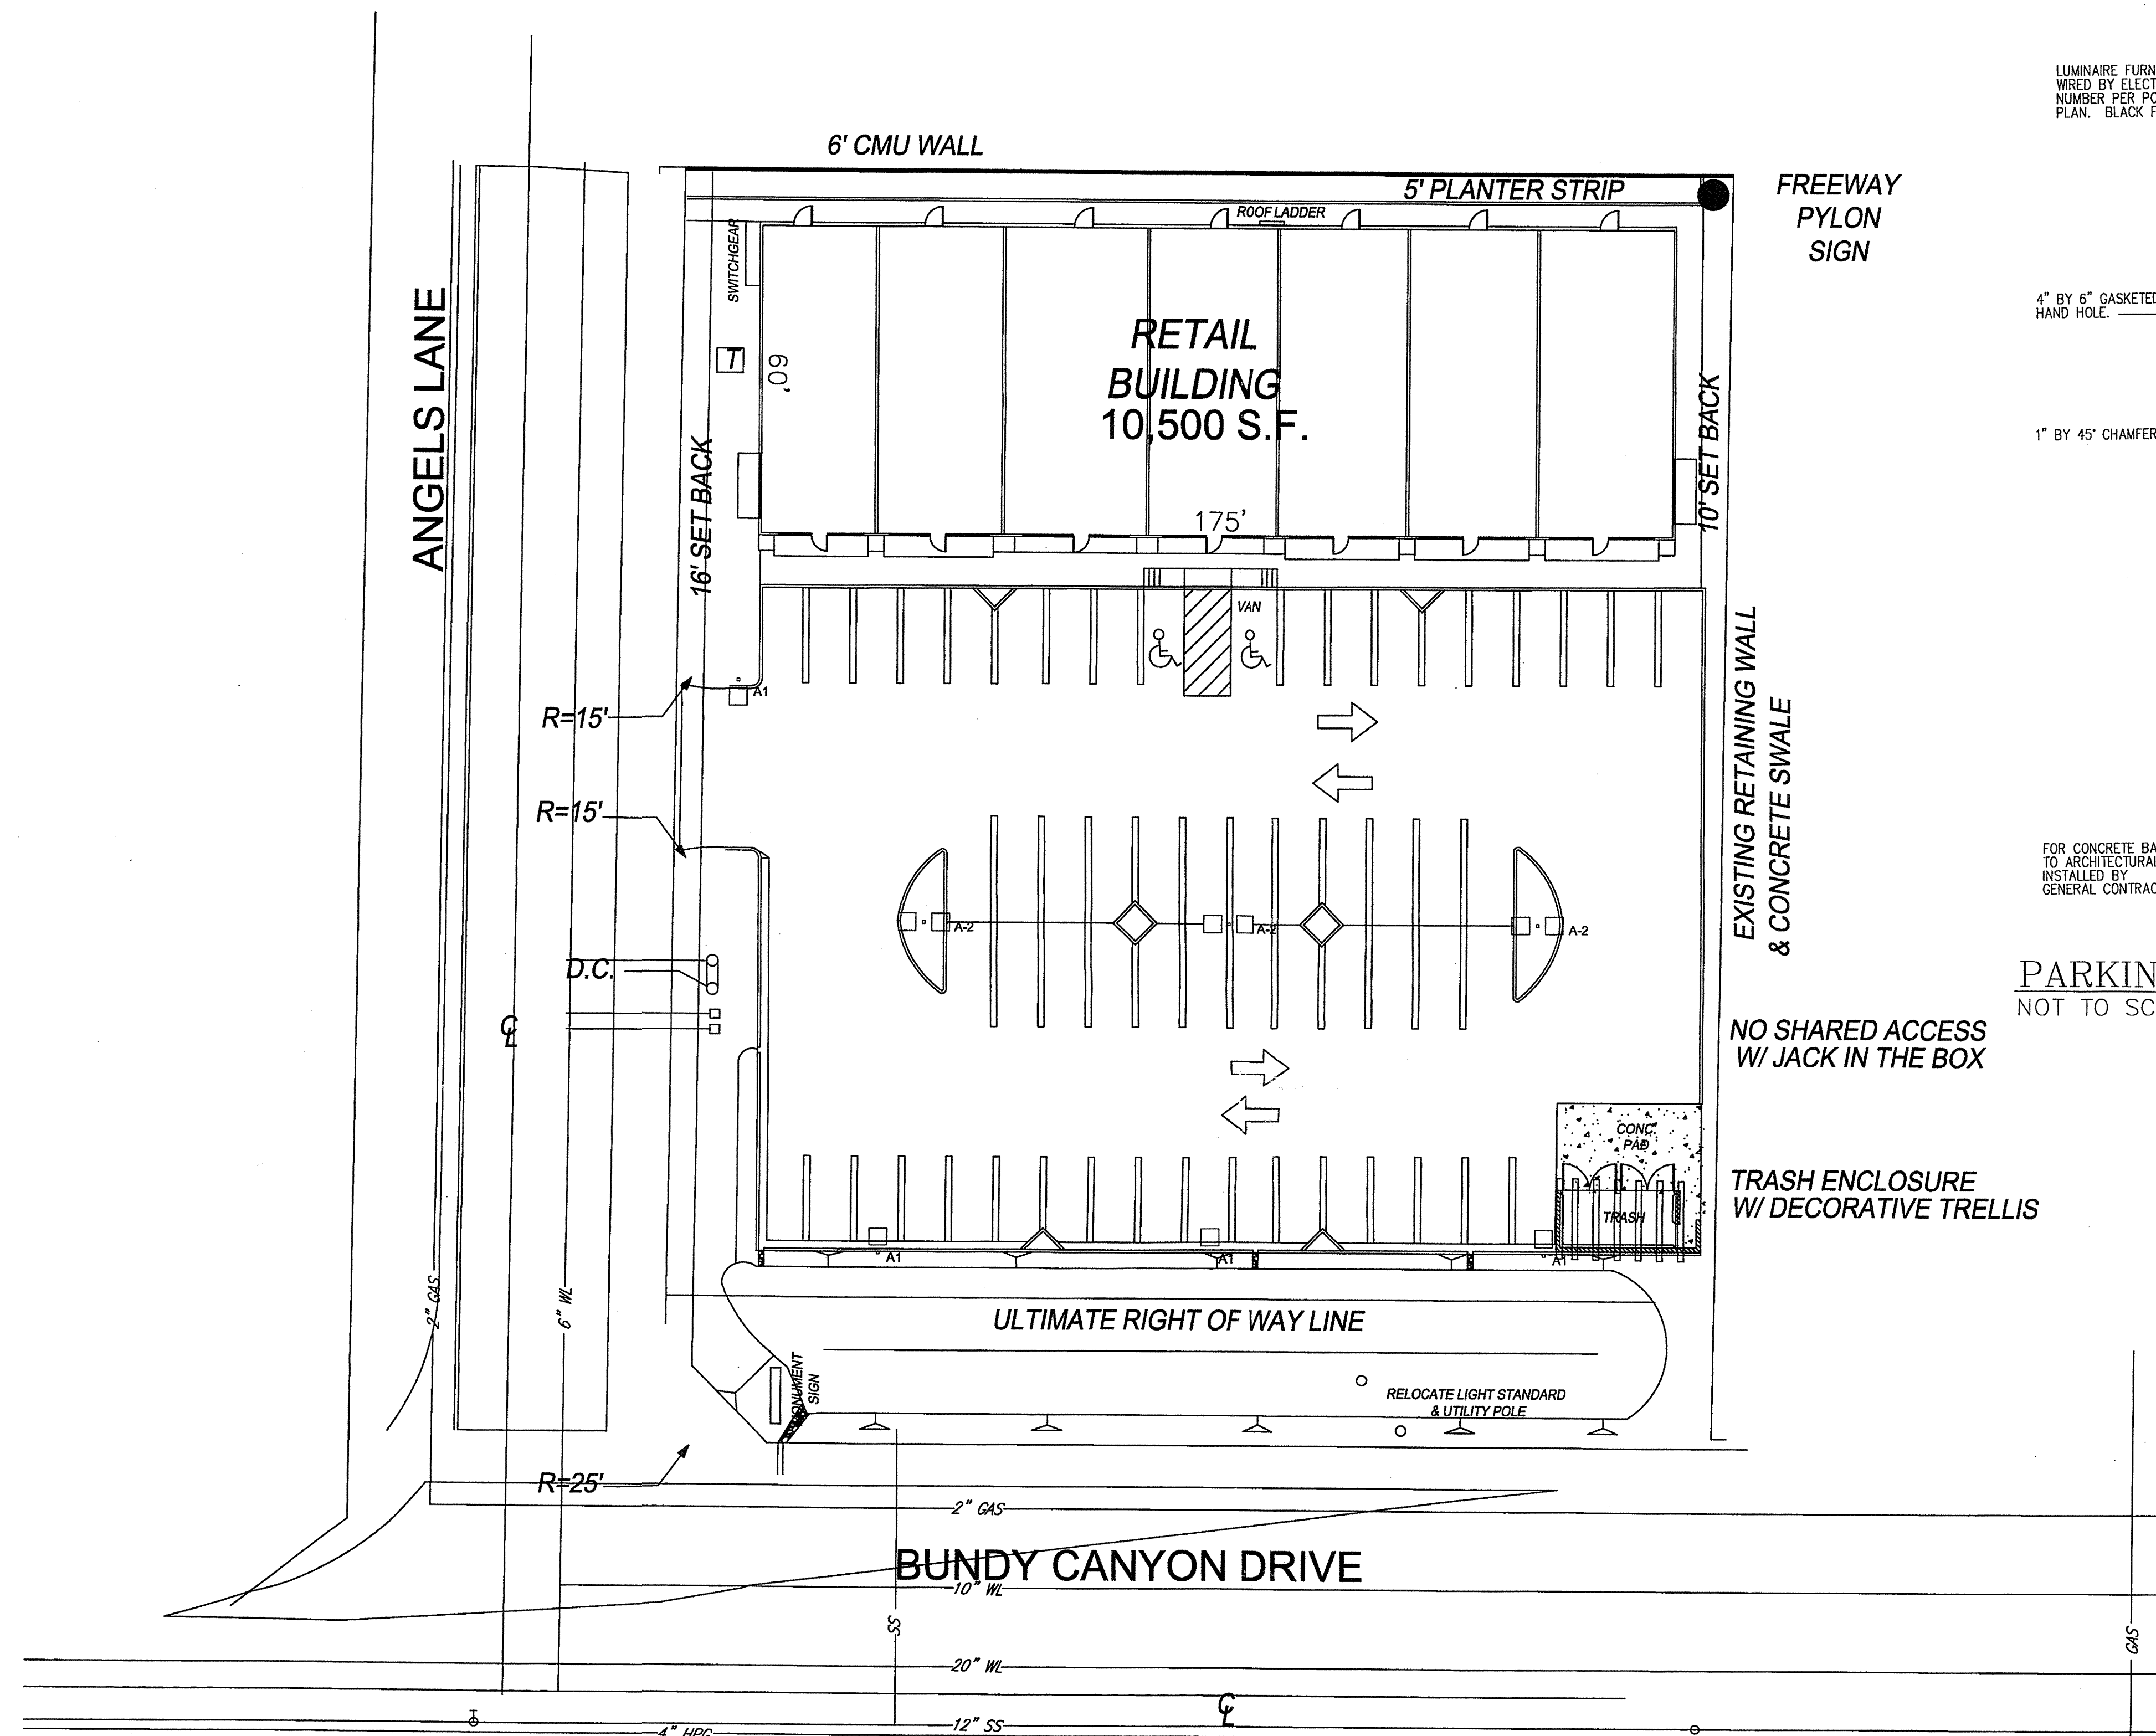 LUMINAIRE FURN
WIRED BY ELECT
NUMBER PER PO
PLAN. BLACK F
6' CMU WALL
5' PLANTER STRIP
FREEWAY
PYLON
SIGN
ROOF LADDER
SWITCHGEAR
4" BY 6" GASKETED
HAND HOLE.
ANGELS LANE
RETAIL
BUILDING
10,500 S.F.
T
60'
175'
16' SET BACK
10' SET BACK
1" BY 45° CHAMFER
VAN
A1
R=15'
R=15'
EXISTING RETAINING WALL
& CONCRETE SWALE
FOR CONCRETE BA
TO ARCHITECTURAL
INSTALLED BY
GENERAL CONTRAC
A-2
A-2
A-2
D.C.
CL
PARKIN
NOT TO SC
NO SHARED ACCESS
W/ JACK IN THE BOX
CONC.
PAD
TRASH ENCLOSURE
W/ DECORATIVE TRELLIS
TRASH
A1
A1
A1
2" GAS
6" WL
ULTIMATE RIGHT OF WAY LINE
MONUMENT
SIGN
RELOCATE LIGHT STANDARD
& UTILITY POLE
R=25'
2" GAS
BUNDY CANYON DRIVE
10" WL
SS
GAS
20" WL
CL
12" SS
4" HPG